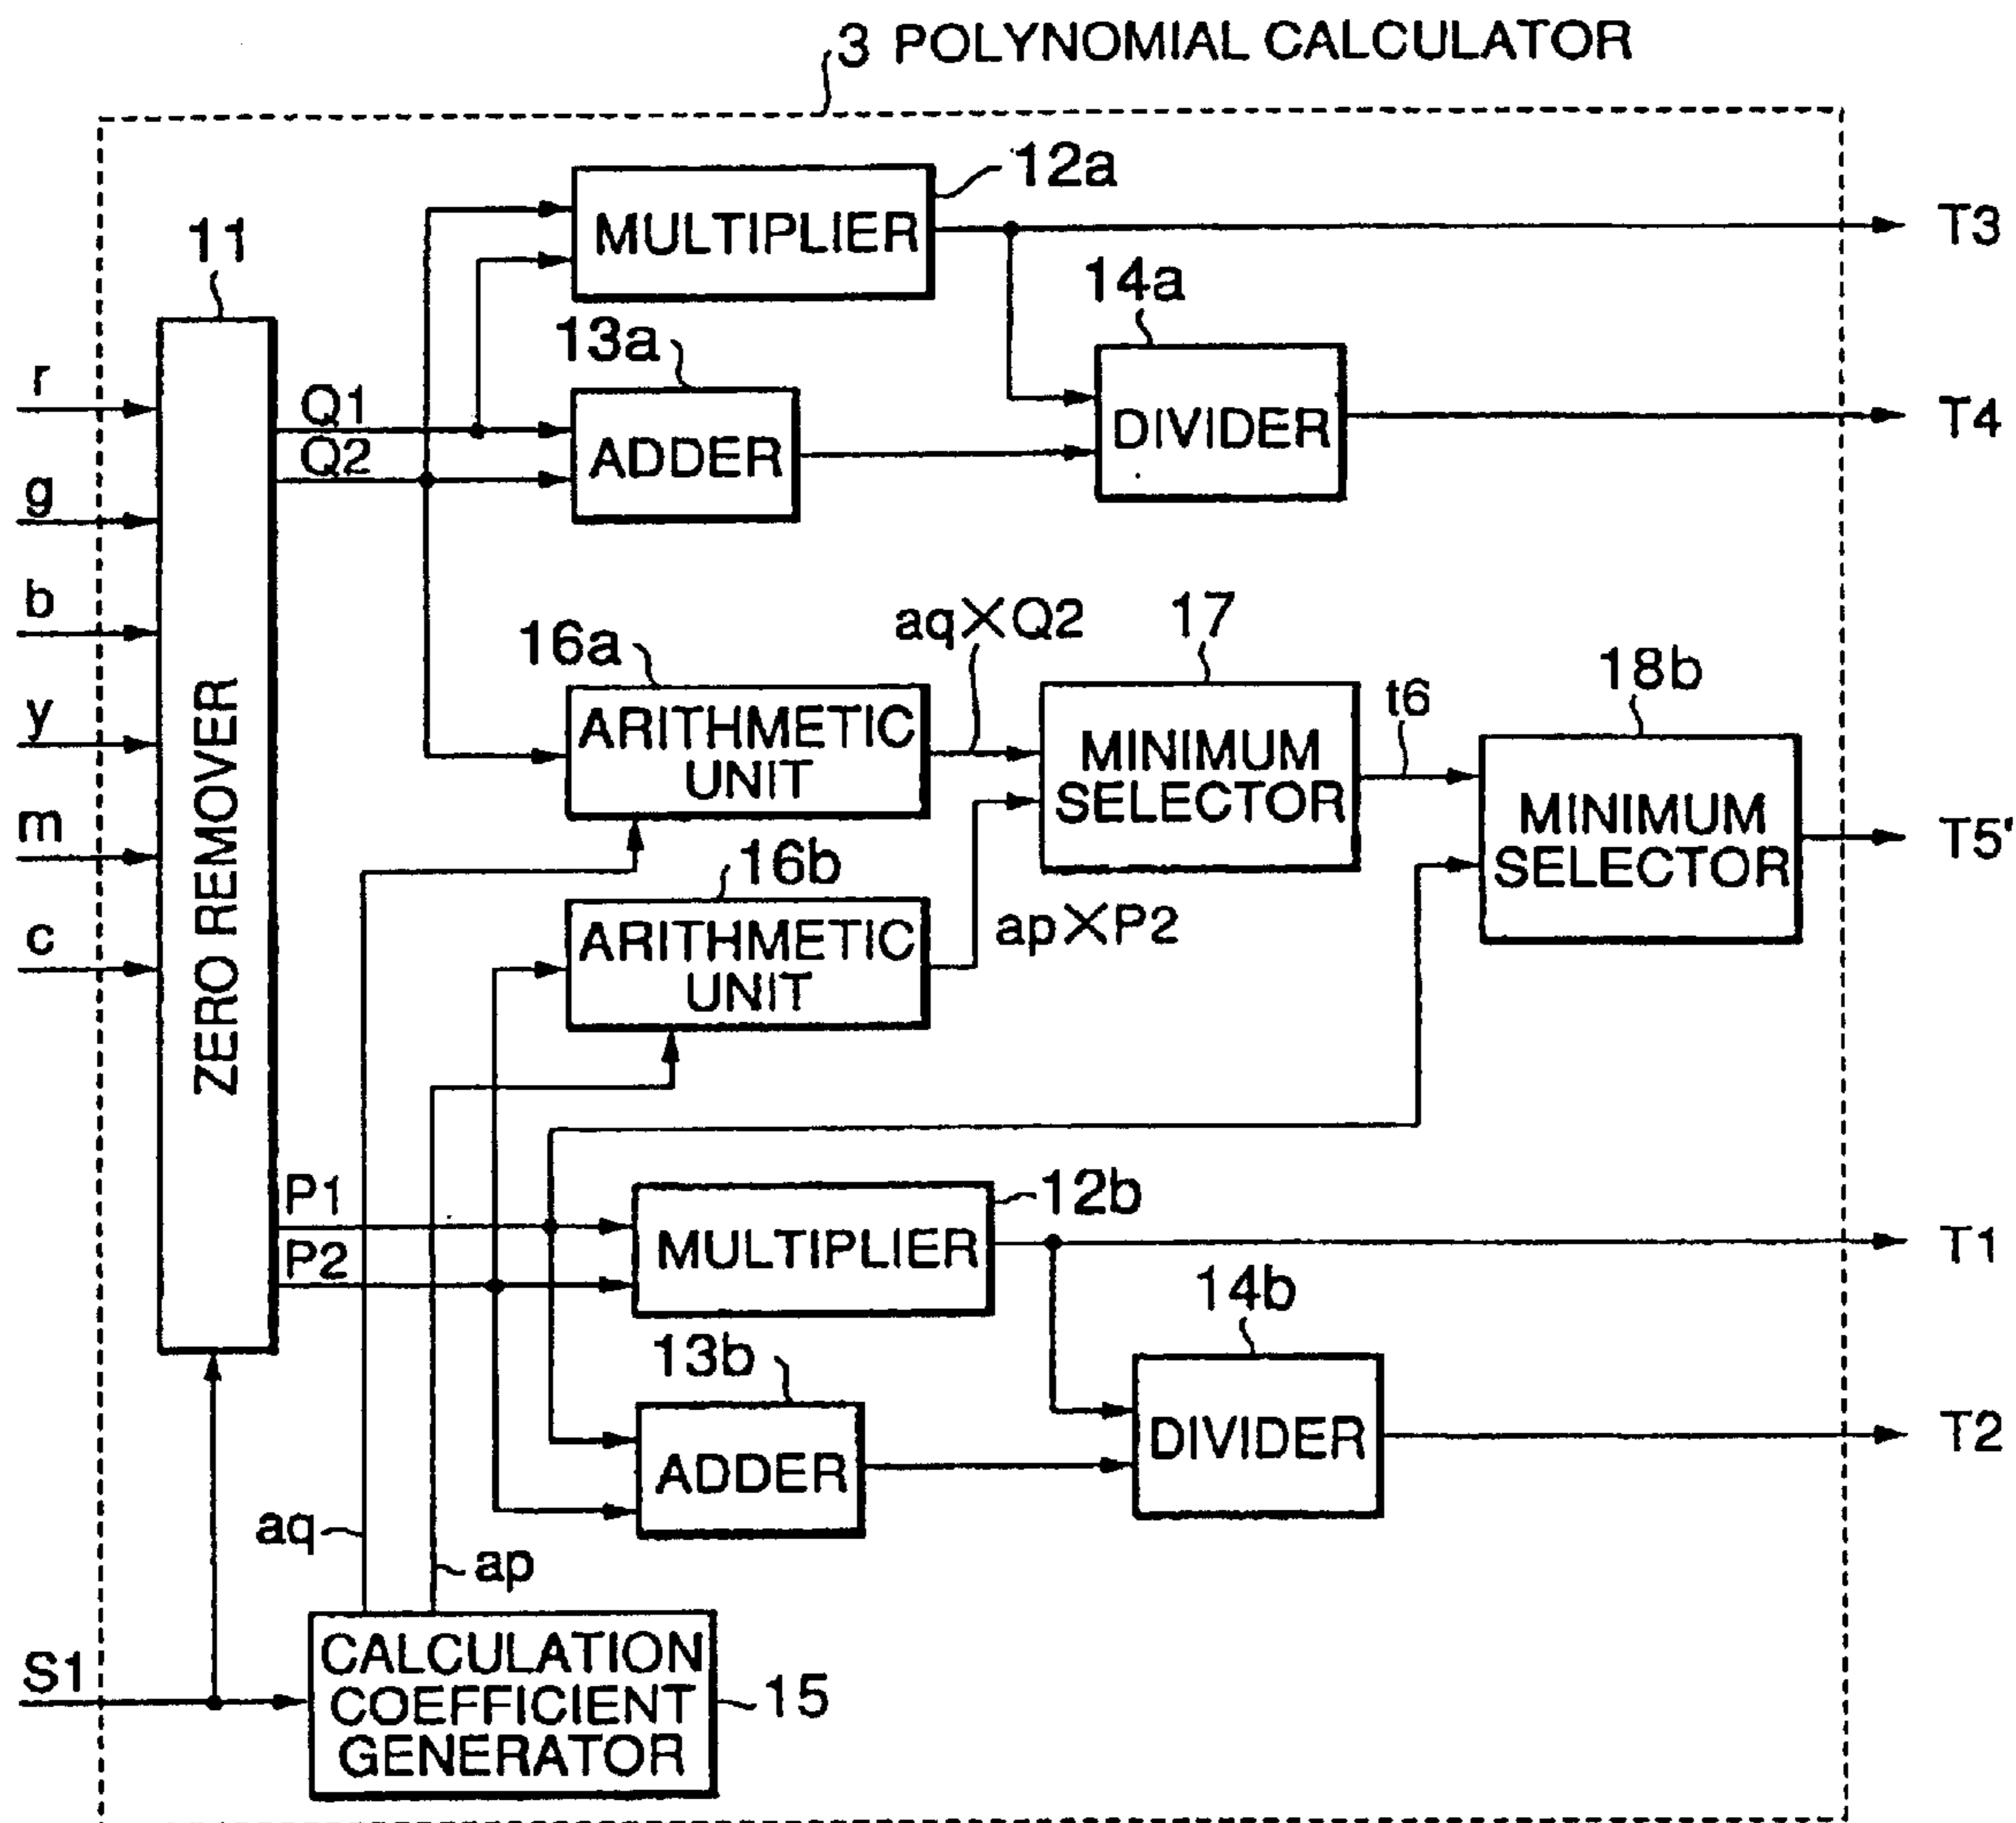 3 POLYNOMIAL CALCULATOR
12a
MULTIPLIER
T3
11
14a
13a
r
Q1
DIVIDER
T4
Q2
ADDER
g
b
aq×Q2
17
16a
18b
t6
y
ARITHMETIC
UNIT
MINIMUM
SELECTOR
MINIMUM
SELECTOR
T5'
m
16b
ap×P2
c
ARITHMETIC
UNIT
ZERO REMOVER
P1
12b
MULTIPLIER
T1
P2
14b
13b
DIVIDER
T2
ADDER
aq
ap
S1
CALCULATION
COEFFICIENT
GENERATOR
15